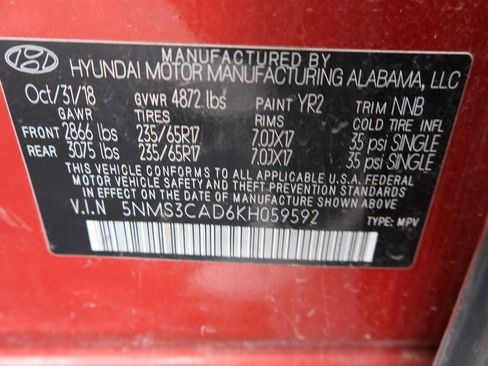 MANUFACTURED BY
HYUNDAI MOTOR MANUFACTURING ALABAMA, LLC
Oct/31/18 GVWR 4872 lbs PAINT YR2 TRIM NNB
GAWR TIRES RIMS COLD TIRE INFL
FRONT 2866 lbs 235/65R17 7.0JX17 35 psi SINGLE
REAR 3075 lbs 235/65R17 7.0JX17 35 psi SINGLE
THIS VEHICLE CONFORMS TO ALL APPLICABLE U.S.A. FEDERAL
MOTOR VEHICLE SAFETY AND THEFT PREVENTION STANDARDS
IN EFFECT ON THE DATE OF MANUFACTURE SHOWN ABOVE.
V.I.N 5NMS3CAD6KH059592
TYPE: MPV